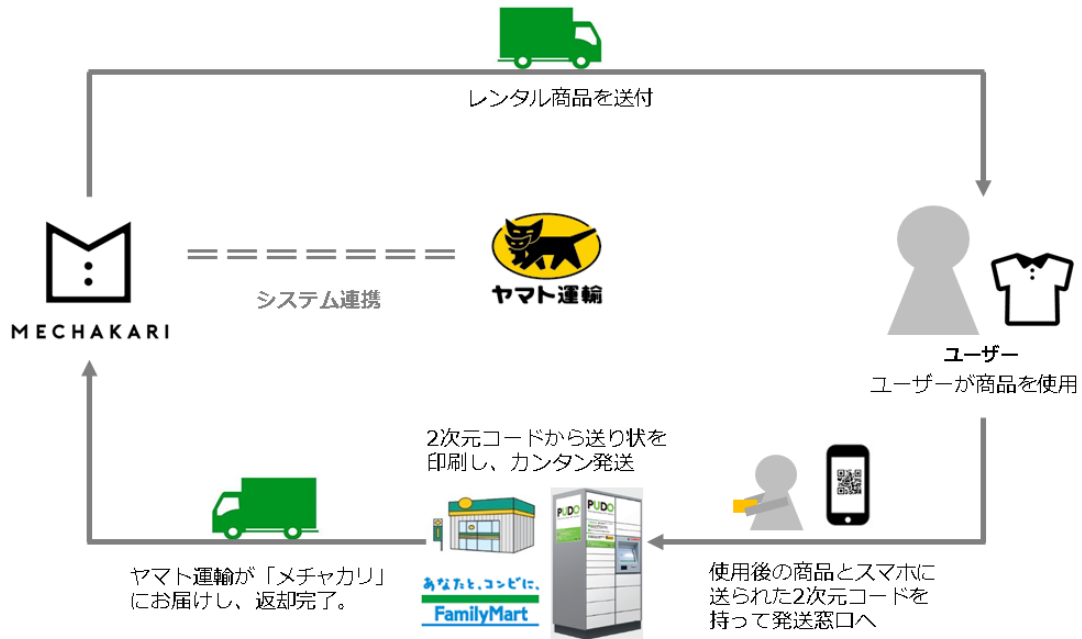 レンタル商品を送付
システム連携
ヤマト運輸
MECHAKARI
ユーザー
ユーザーが商品を使用
2次元コードから送り状を
印刷し、カンタン発送
PUDO
PUDO
あなたと、コンビに、
FamilyMart
ヤマト運輸が「メチャカリ」
にお届けし、返却完了。
使用後の商品とスマホに
送られた2次元コードを
持って発送窓口へ